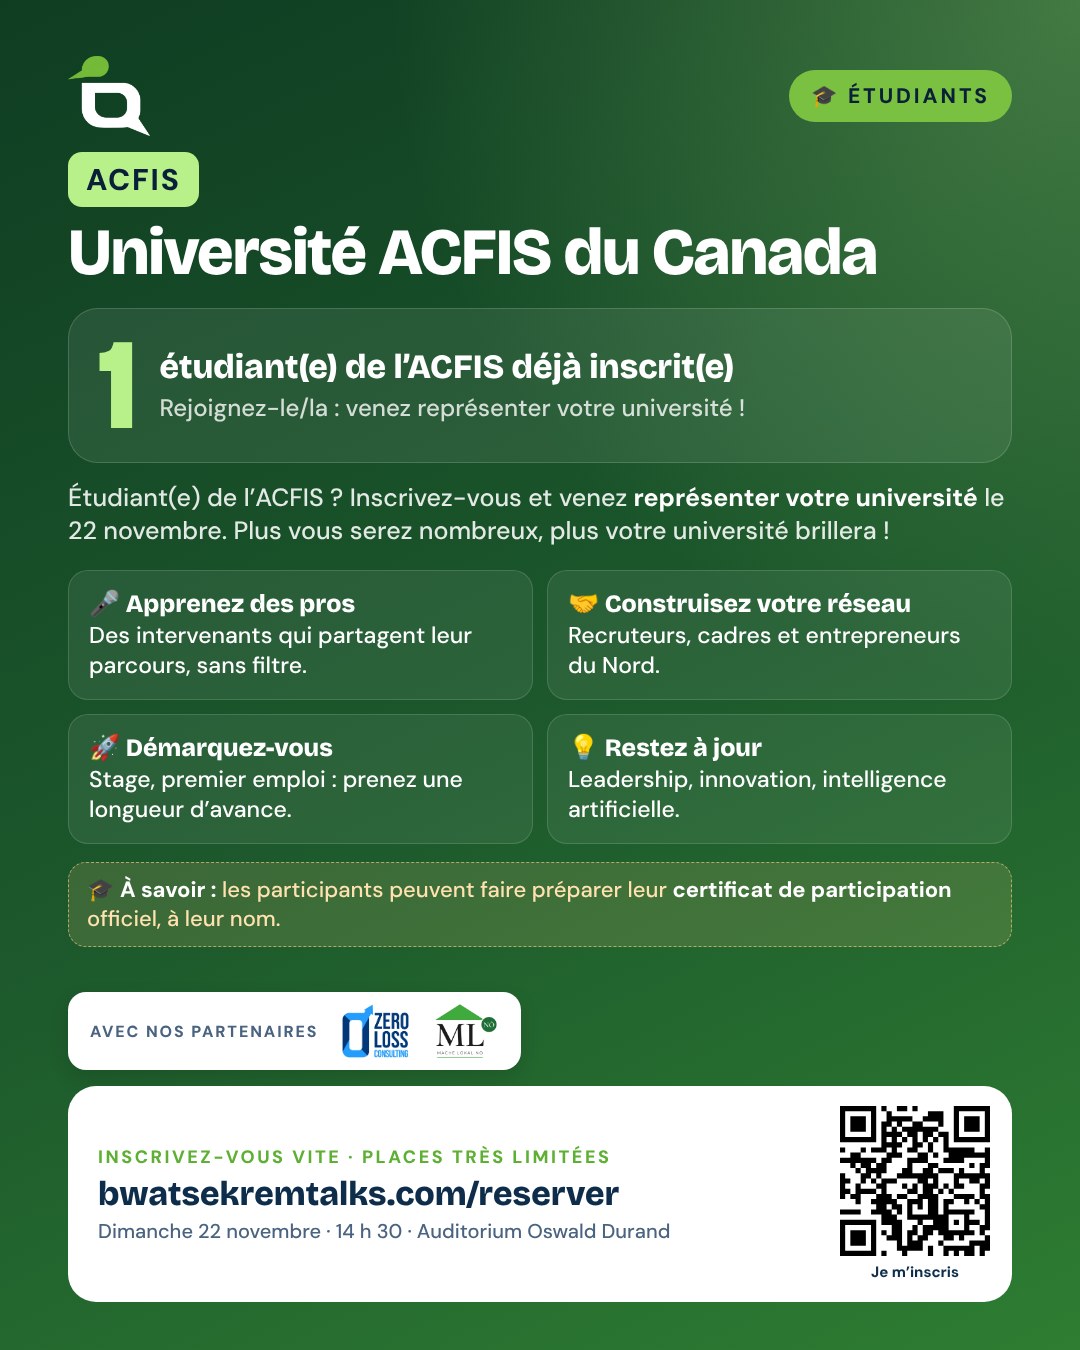 🎓 ÉTUDIANTS
ACFIS
Université ACFIS du Canada
1
étudiant(e) de l’ACFIS déjà inscrit(e)
Rejoignez-le/la : venez représenter votre université !
Étudiant(e) de l’ACFIS ? Inscrivez-vous et venez représenter votre université le
22 novembre. Plus vous serez nombreux, plus votre université brillera !
🎤 Apprenez des pros
Des intervenants qui partagent leur
parcours, sans filtre.
🤝 Construisez votre réseau
Recruteurs, cadres et entrepreneurs
du Nord.
🚀 Démarquez-vous
Stage, premier emploi : prenez une
longueur d’avance.
💡 Restez à jour
Leadership, innovation, intelligence
artificielle.
🎓 À savoir : les participants peuvent faire préparer leur certificat de participation
officiel, à leur nom.
AVEC NOS PARTENAIRES
ZERO
LOSS
CONSULTING
ML
NO
MACHÉ LOKAL NO
INSCRIVEZ-VOUS VITE · PLACES TRÈS LIMITÉES
bwatsekremtalks.com/reserver
Dimanche 22 novembre · 14 h 30 · Auditorium Oswald Durand
Je m’inscris